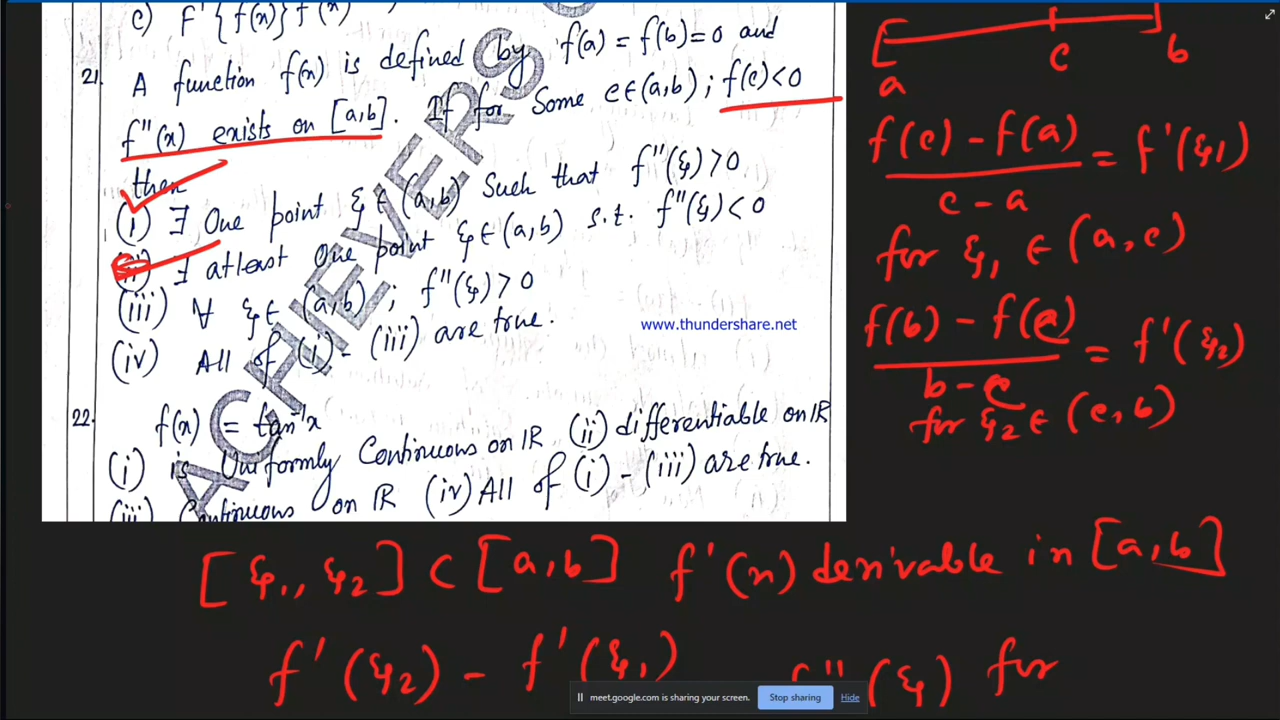 c) F'{f(x)}f'(x)
21. A function f(x) is defined by f(a) = f(b) = 0 and
f''(x) exists on [a,b]. If for Some c∈(a,b); f(c)<0
then
(i) ∃ One point ξ∈(a,b) Such that f''(ξ)>0
(ii) ∃ atleast One point ξ∈(a,b) s.t. f''(ξ)<0
(iii) ∀ ξ∈(a,b); f''(ξ)>0
(iv) All of (i)-(iii) are true.
22. f(x) = tan⁻¹x
(i) is Uniformly Continuous on IR (ii) differentiable on IR
(iii) Continuous on IR (iv) All of (i)-(iii) are true.
ACHIEVERS
www.thundershare.net
a c b
f(c) - f(a) / c - a = f'(ξ1)
for ξ1 ∈ (a,c)
f(b) - f(c) / b - c = f'(ξ2)
for ξ2 ∈ (c,b)
[ξ1, ξ2] ⊂ [a,b] f'(x) derivable in [a,b]
f'(ξ2) - f'(ξ1) f''(ξ) for
meet.google.com is sharing your screen. Stop sharing Hide